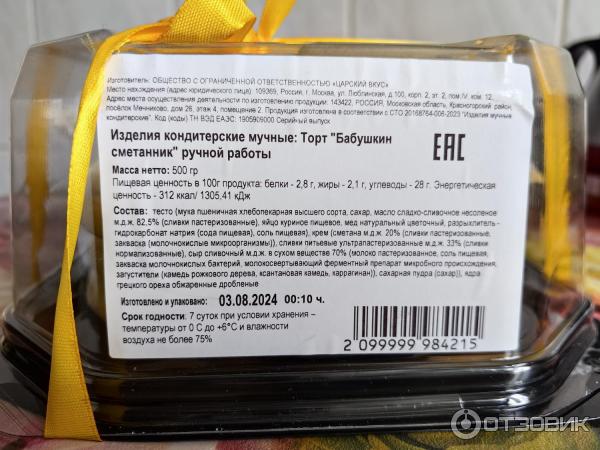 Изготовитель: ОБЩЕСТВО С ОГРАНИЧЕННОЙ ОТВЕТСТВЕННОСТЬЮ «ЦАРСКИЙ ВКУС»
Место нахождения (адрес юридического лица): 109369, Россия, г. Москва, ул. Люблинская, д.100, корп. 2, эт. 2, пом./V, ком. 12.
Адрес места осуществления деятельности по изготовлению продукции: 143422, РОССИЯ, Московская область, Красногорский район,
посёлок Мечниково, дом 26, этаж 4, помещение 2. Продукция изготовлена в соответствии с СТО 20168764-006-2023 "Изделия мучные
кондитерские". Код (коды) ТН ВЭД ЕАЭС: 1905906000 Серийный выпуск
Изделия кондитерские мучные: Торт "Бабушкин
сметанник" ручной работы
EAC
Масса нетто: 500 гр
Пищевая ценность в 100г продукта: белки - 2,8 г, жиры - 2,1 г, углеводы - 28 г. Энергетическая
ценность - 312 ккал/ 1305,41 кДж
Состав: тесто (мука пшеничная хлебопекарная высшего сорта, сахар, масло сладко-сливочное несоленое
м.д.ж. 82.5% (сливки пастеризованные), яйцо куриное пищевое, мед натуральный цветочный, разрыхлитель -
гидрокарбонат натрия (сода пищевая), соль пищевая), крем (сметана м.д.ж. 20% (сливки пастеризованные,
закваска (молочнокислые микроорганизмы)), сливки питьевые ультрапастеризованные м.д.ж. 33% (сливки
нормализованные), сыр сливочный м.д.ж. в сухом веществе 70% (молоко пастеризованное, соль пищевая,
закваска молочнокислых бактерий, молокосвертывающий ферментный препарат микробного происхождения,
загустители (камедь рожкового дерева, ксантановая камедь, каррагинан)), сахарная пудра (сахар)), ядра
грецкого ореха обжаренные дробленые
Изготовлено и упаковано: 03.08.2024 00:10 ч.
Срок годности: 7 суток при условии хранения –
температуры от 0 С до +6°С и влажности
воздуха не более 75%
2 099999 984215
ОТЗОВИК